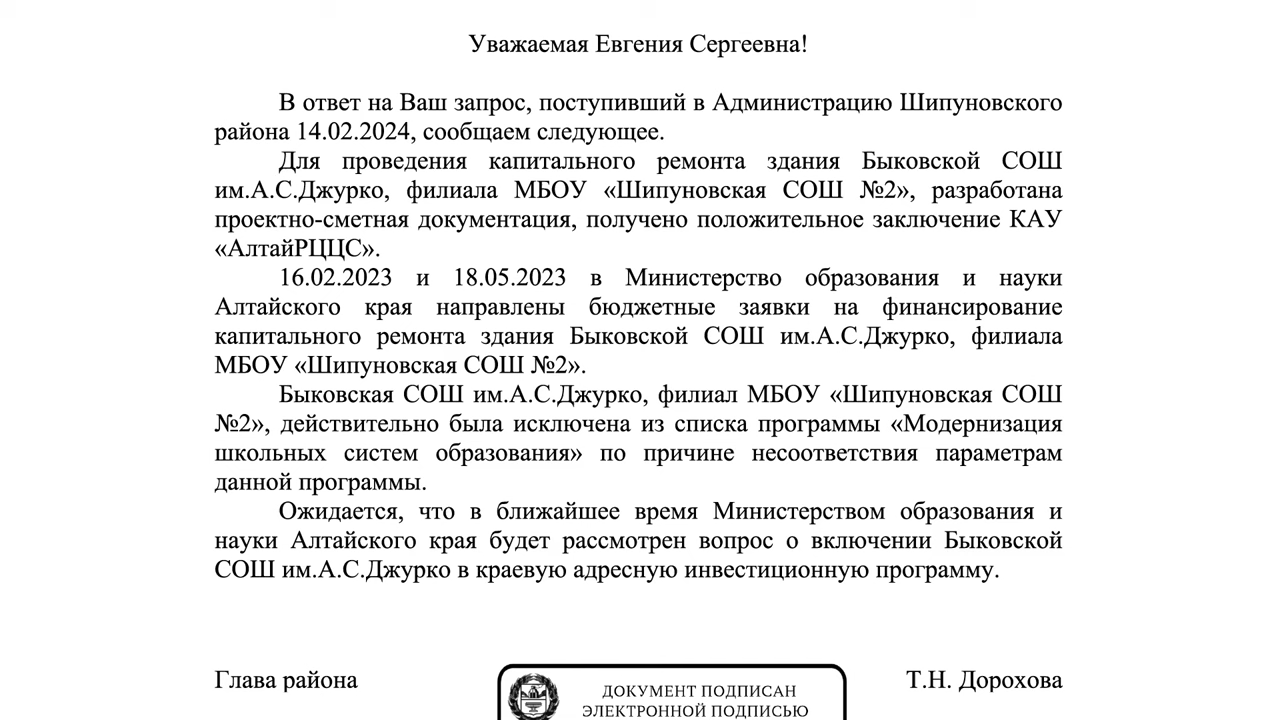 Уважаемая Евгения Сергеевна!
В ответ на Ваш запрос, поступивший в Администрацию Шипуновского
района 14.02.2024, сообщаем следующее.
Для проведения капитального ремонта здания Быковской СОШ
им.А.С.Джурко, филиала МБОУ «Шипуновская СОШ №2», разработана
проектно-сметная документация, получено положительное заключение КАУ
«АлтайРЦЦС».
16.02.2023 и 18.05.2023 в Министерство образования и науки
Алтайского края направлены бюджетные заявки на финансирование
капитального ремонта здания Быковской СОШ им.А.С.Джурко, филиала
МБОУ «Шипуновская СОШ №2».
Быковская СОШ им.А.С.Джурко, филиал МБОУ «Шипуновская СОШ
№2», действительно была исключена из списка программы «Модернизация
школьных систем образования» по причине несоответствия параметрам
данной программы.
Ожидается, что в ближайшее время Министерством образования и
науки Алтайского края будет рассмотрен вопрос о включении Быковской
СОШ им.А.С.Джурко в краевую адресную инвестиционную программу.
Глава района
ДОКУМЕНТ ПОДПИСАН
ЭЛЕКТРОННОЙ ПОДПИСЬЮ
Т.Н. Дорохова